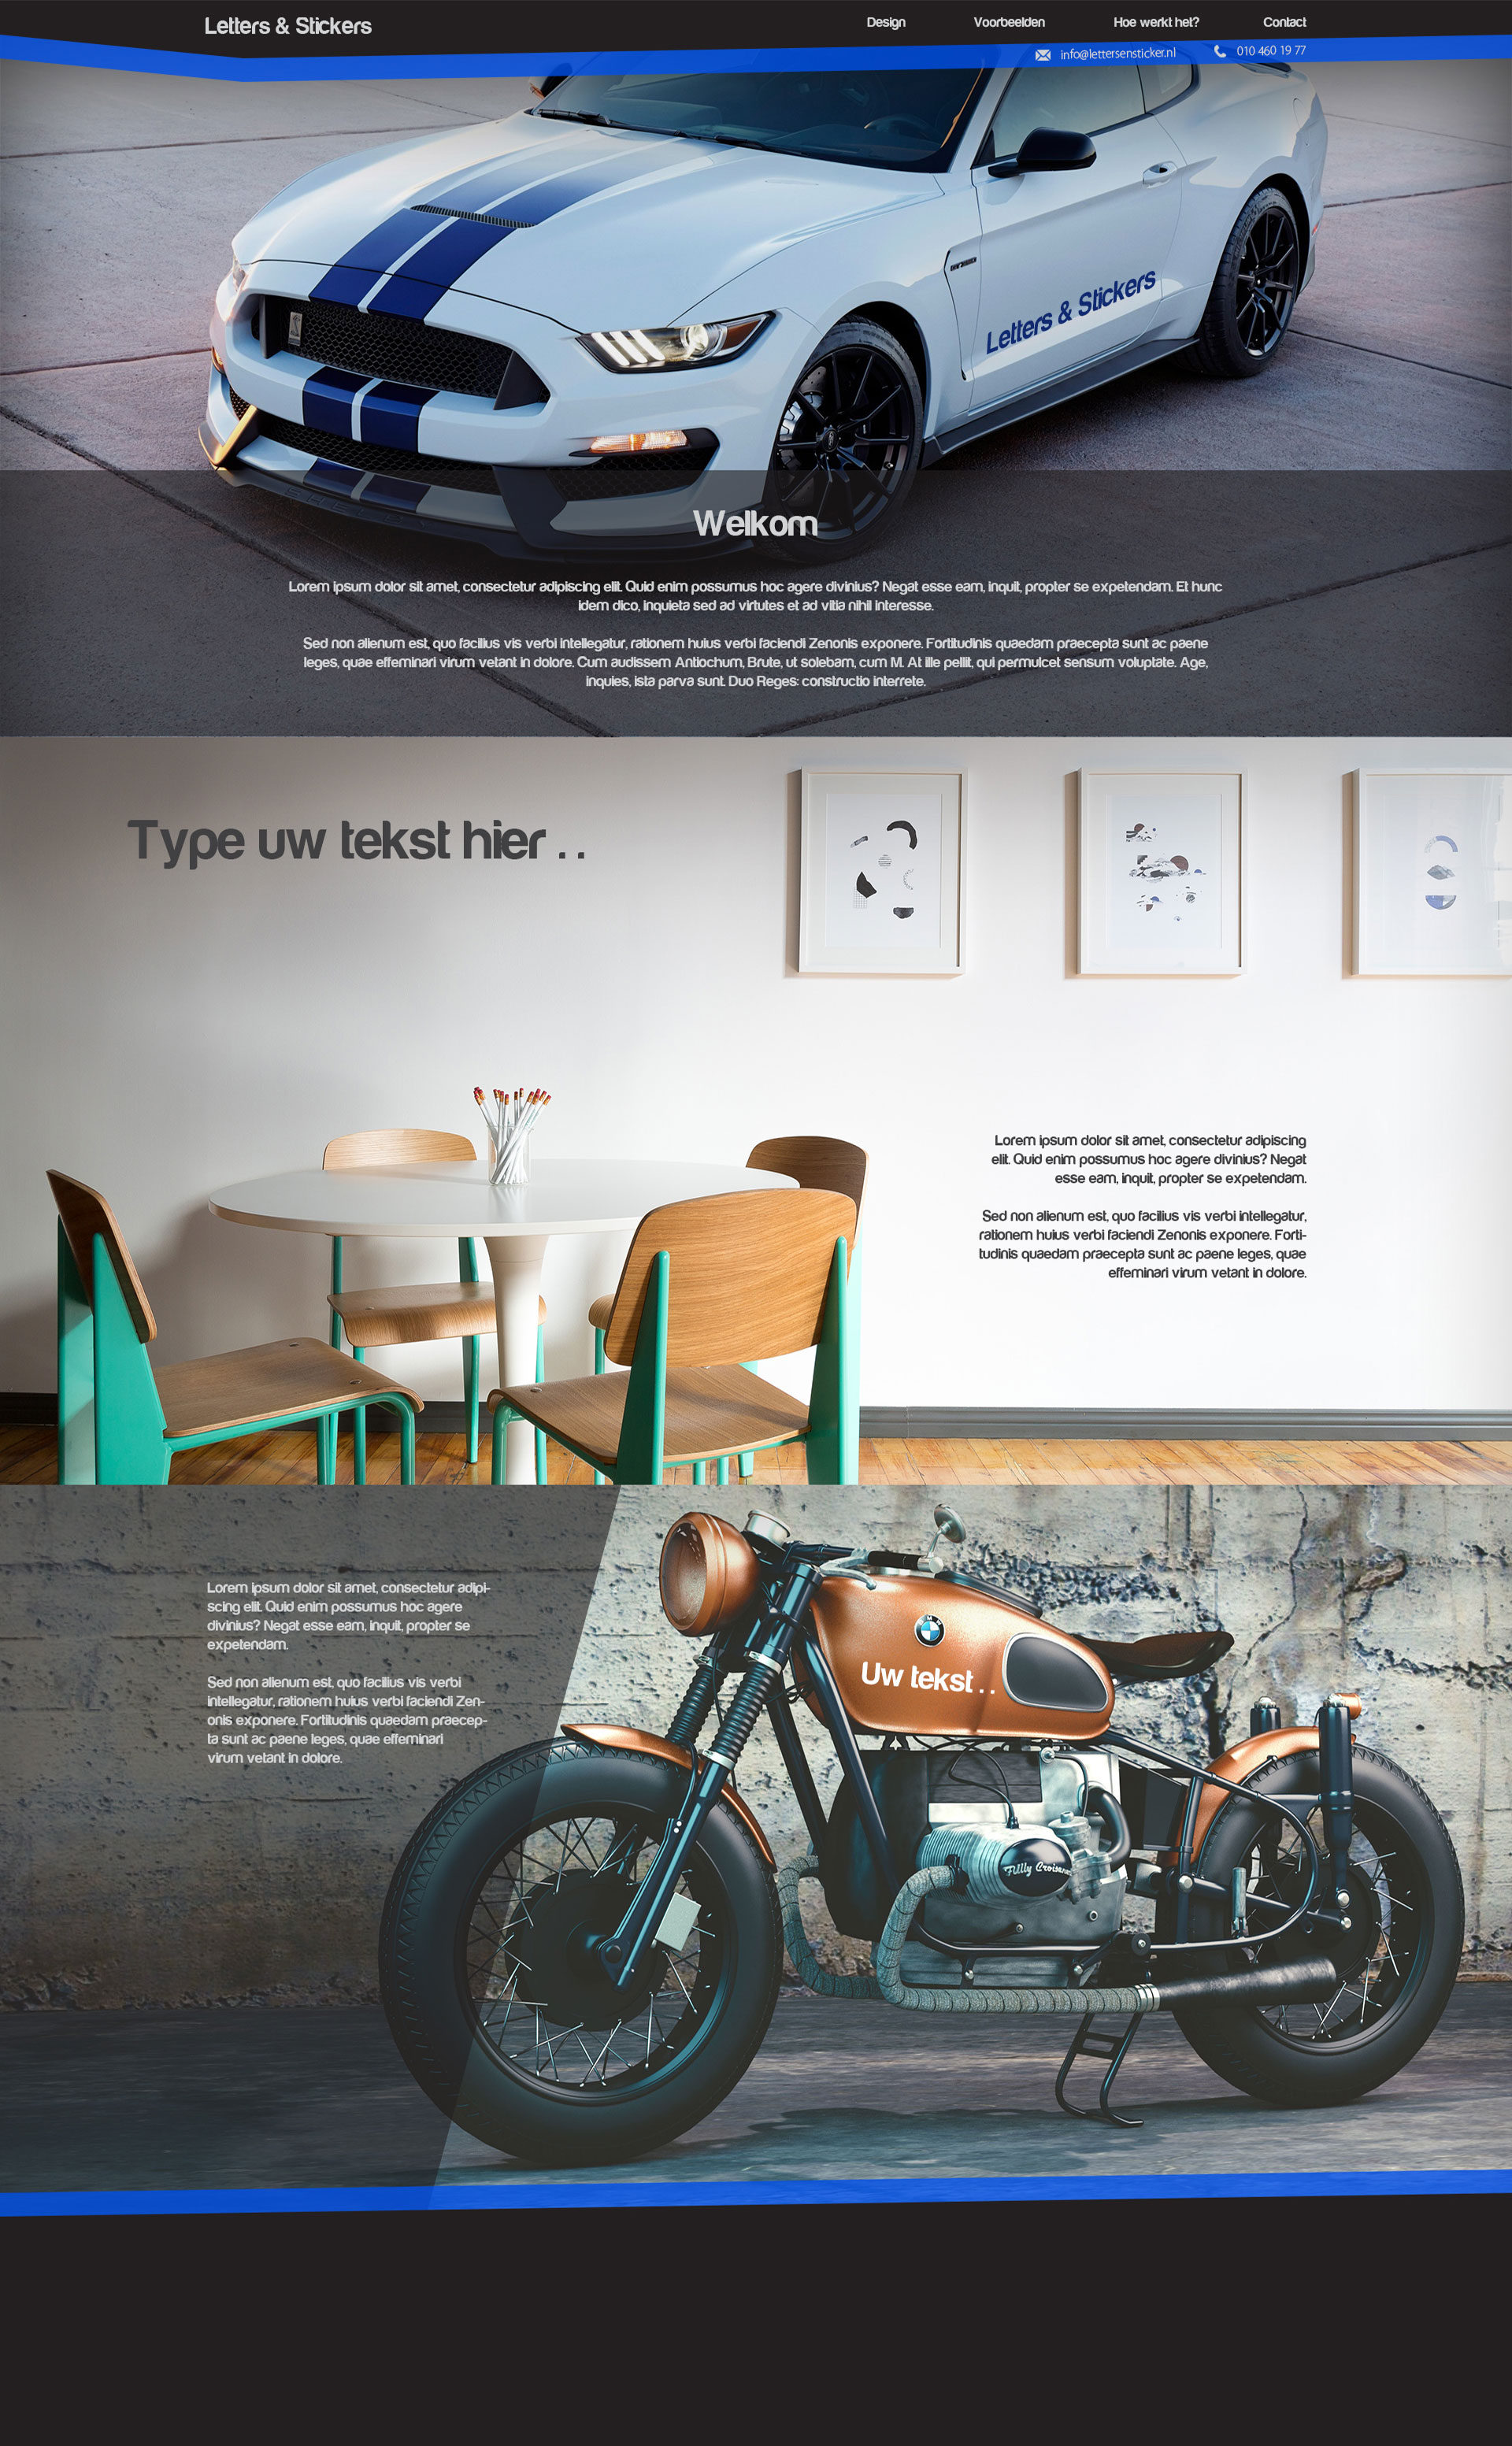 Letters & Stickers
Design Voorbeelden Hoe werkt het? Contact
info@lettersensticker.nl 010 460 19 77
Letters & Stickers
Welkom
Lorem ipsum dolor sit amet, consectetur adipiscing elit. Quid enim possumus hoc agere divinius? Negat esse eam, inquit, propter se expetendam. Et hunc
idem dico, inquieta sed ad virtutes et ad vitia nihil interesse.
Sed non alienum est, quo facilius vis verbi intellegatur, rationem huius verbi faciendi Zenonis exponere. Fortitudinis quaedam praecepta sunt ac paene
leges, quae effeminari virum vetant in dolore. Cum audissem Antiochum, Brute, ut solebam, cum M. At ille pellit, qui permulcet sensum voluptate. Age,
inquies, ista parva sunt. Duo Reges: constructio interrete.
Type uw tekst hier . .
Lorem ipsum dolor sit amet, consectetur adipiscing
elit. Quid enim possumus hoc agere divinius? Negat
esse eam, inquit, propter se expetendam.
Sed non alienum est, quo facilius vis verbi intellegatur,
rationem huius verbi faciendi Zenonis exponere. Forti-
tudinis quaedam praecepta sunt ac paene leges, quae
effeminari virum vetant in dolore.
Lorem ipsum dolor sit amet, consectetur adipi-
scing elit. Quid enim possumus hoc agere
divinius? Negat esse eam, inquit, propter se
expetendam.
Sed non alienum est, quo facilius vis verbi
intellegatur, rationem huius verbi faciendi Zen-
onis exponere. Fortitudinis quaedam praecep-
ta sunt ac paene leges, quae effeminari
virum vetant in dolore.
BMW
Uw tekst . .